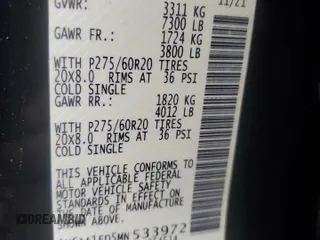 GVWR: 11/21
3311 KG
7300 LB
GAWR FR.: 1724 KG
3800 LB
WITH P275/60R20 TIRES
20x8.0 RIMS AT 36 PSI
COLD SINGLE
GAWR RR.: 1820 KG
4012 LB
WITH P275/60R20 TIRES
20x8.0 RIMS AT 36 PSI
COLD SINGLE
THIS VEHICLE CONFORMS TO
ALL APPLICABLE FEDERAL
MOTOR VEHICLE SAFETY
STANDARDS IN EFFECT ON
THE DATE OF MANUFACTURE
SHOWN ABOVE.
533972
DREAMBID